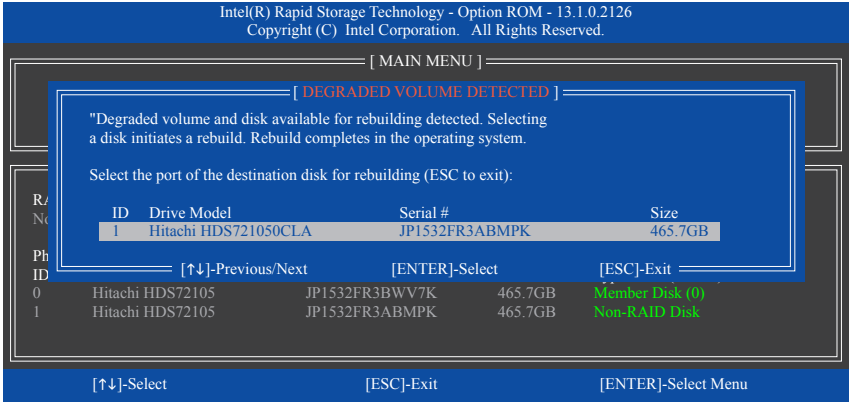 Intel(R) Rapid Storage Technology - Option ROM - 13.1.0.2126
Copyright (C) Intel Corporation. All Rights Reserved.
[ MAIN MENU ]
[ DEGRADED VOLUME DETECTED ]
"Degraded volume and disk available for rebuilding detected. Selecting
a disk initiates a rebuild. Rebuild completes in the operating system.
Select the port of the destination disk for rebuilding (ESC to exit):
ID Drive Model Serial # Size
1 Hitachi HDS721050CLA JP1532FR3ABMPK 465.7GB
[↑↓]-Previous/Next [ENTER]-Select [ESC]-Exit
ID
0 Hitachi HDS72105 JP1532FR3BWV7K 465.7GB Member Disk (0)
1 Hitachi HDS72105 JP1532FR3ABMPK 465.7GB Non-RAID Disk
[↑↓]-Select [ESC]-Exit [ENTER]-Select Menu